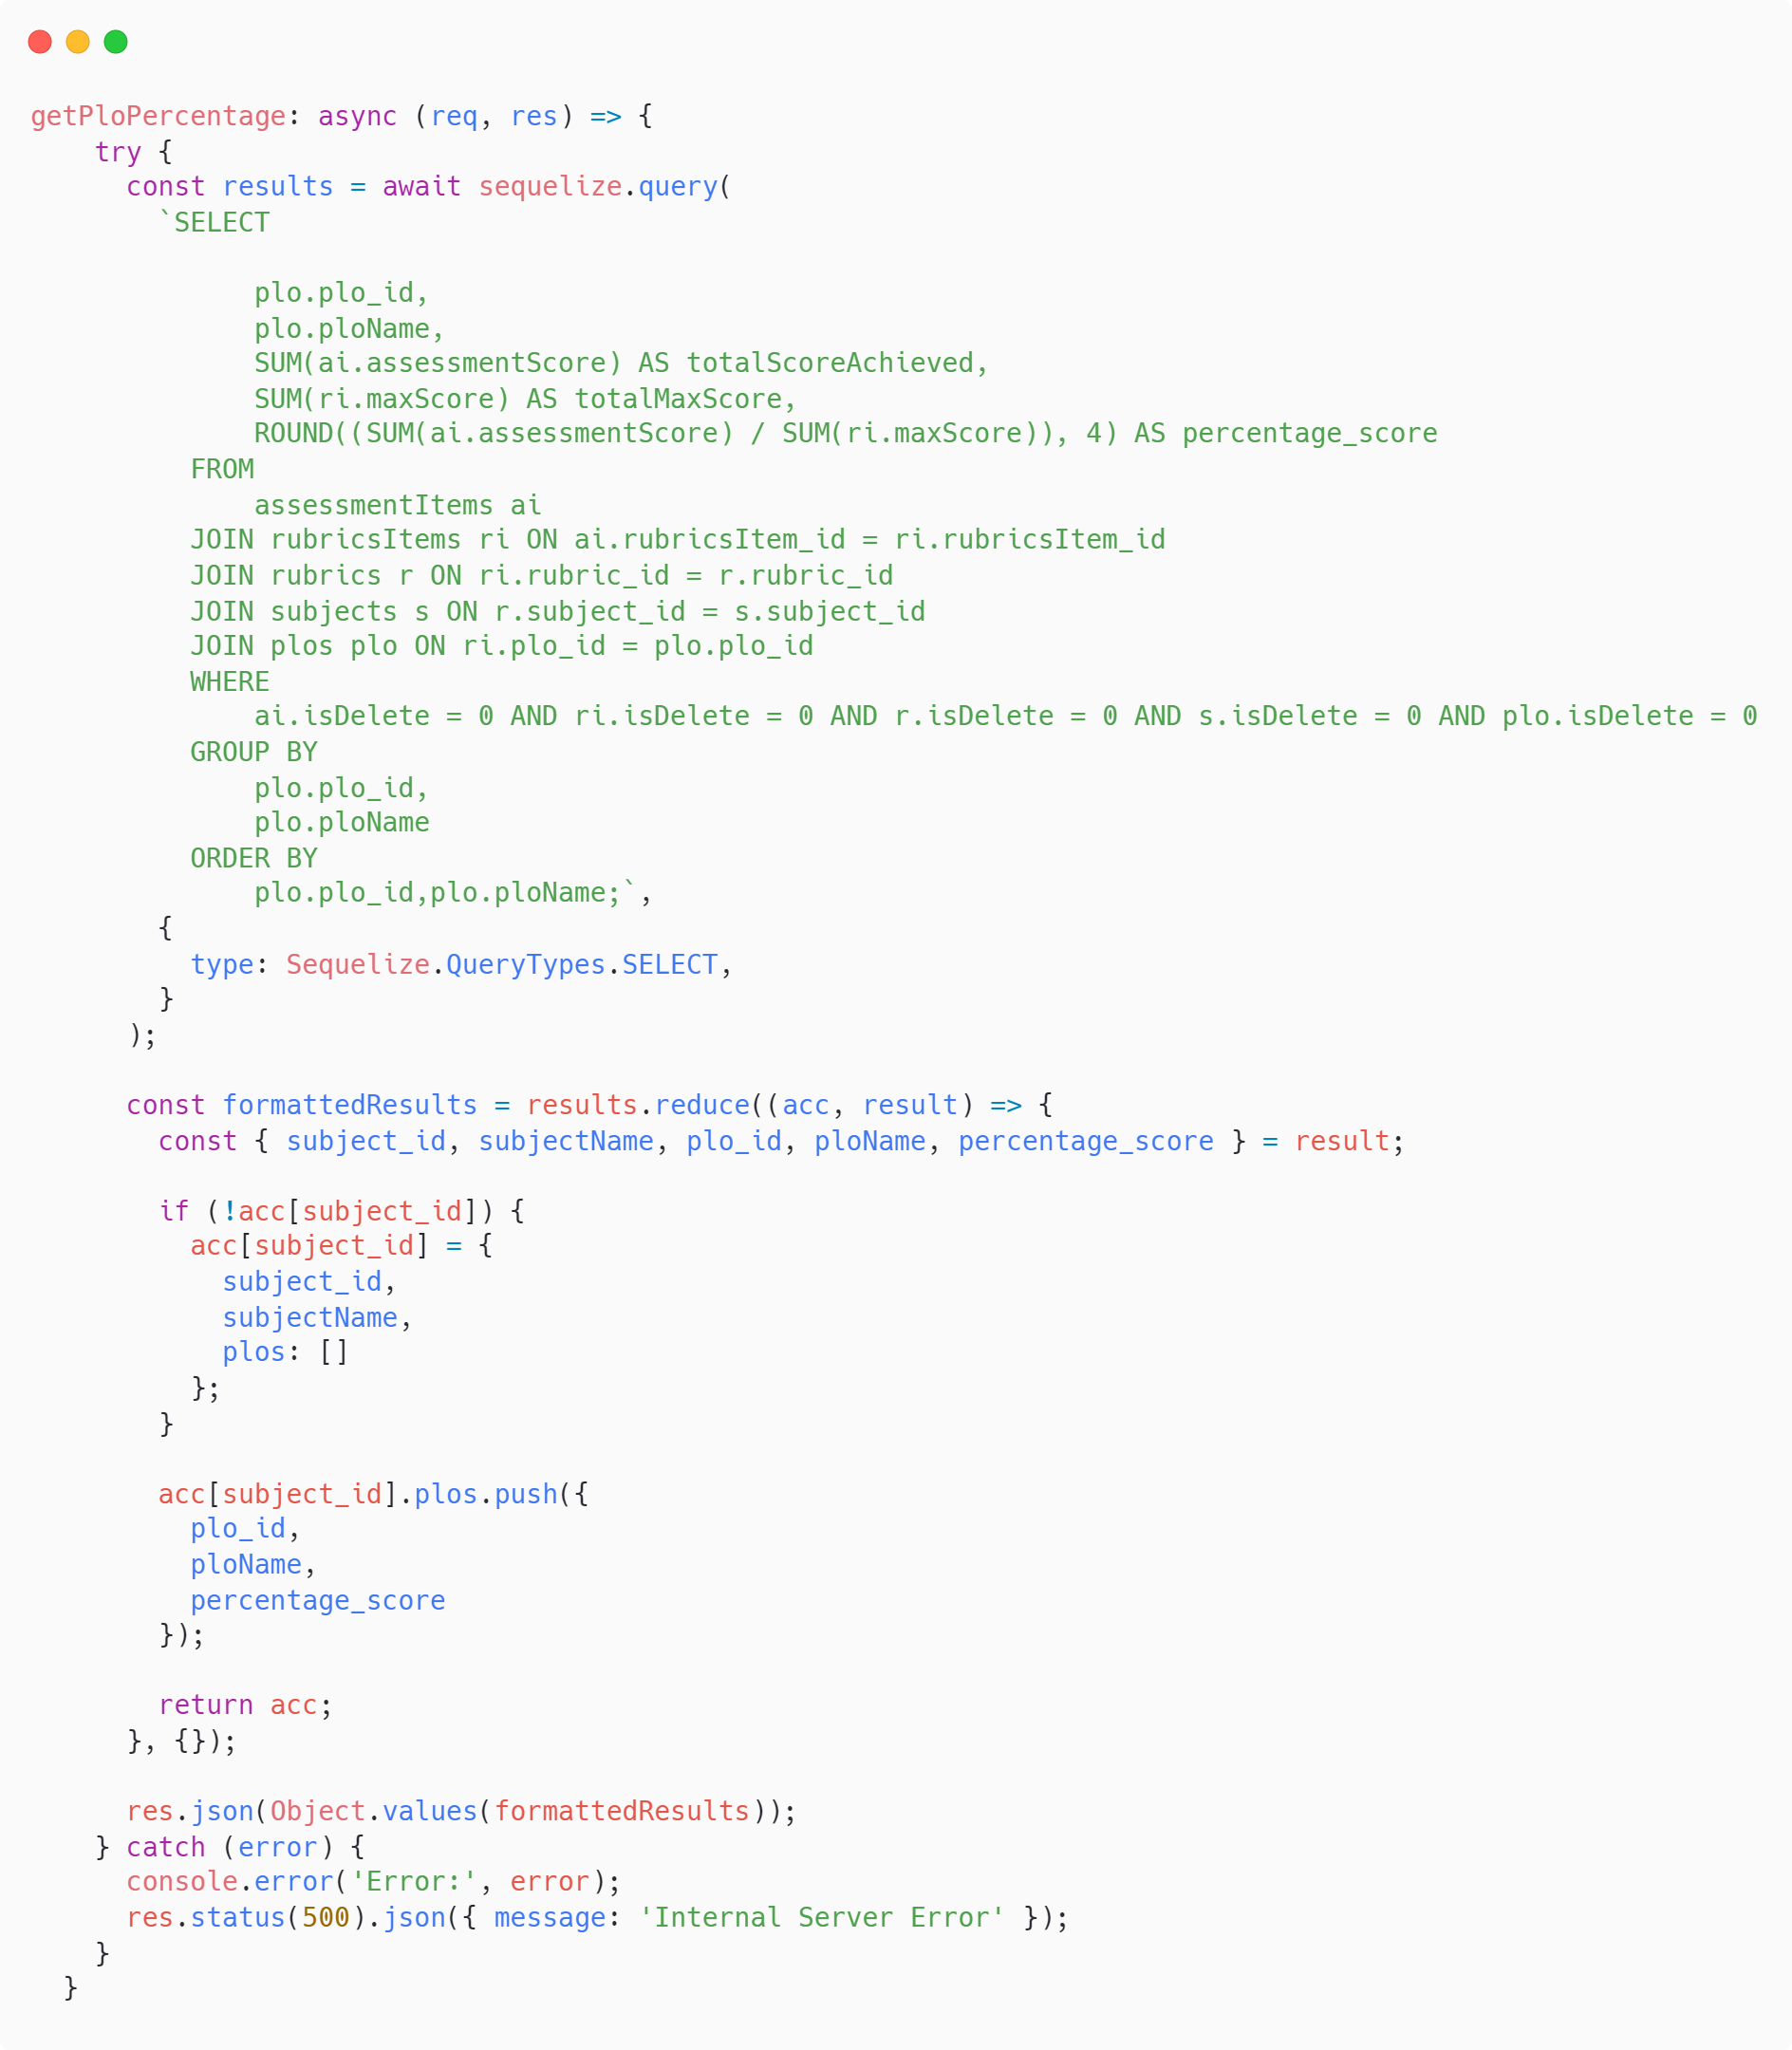 getPloPercentage: async (req, res) => {
    try {
      const results = await sequelize.query(
        `SELECT

              plo.plo_id,
              plo.ploName,
              SUM(ai.assessmentScore) AS totalScoreAchieved,
              SUM(ri.maxScore) AS totalMaxScore,
              ROUND((SUM(ai.assessmentScore) / SUM(ri.maxScore)), 4) AS percentage_score
          FROM
              assessmentItems ai
          JOIN rubricsItems ri ON ai.rubricsItem_id = ri.rubricsItem_id
          JOIN rubrics r ON ri.rubric_id = r.rubric_id
          JOIN subjects s ON r.subject_id = s.subject_id
          JOIN plos plo ON ri.plo_id = plo.plo_id
          WHERE
              ai.isDelete = 0 AND ri.isDelete = 0 AND r.isDelete = 0 AND s.isDelete = 0 AND plo.isDelete = 0
          GROUP BY
              plo.plo_id,
              plo.ploName
          ORDER BY
              plo.plo_id,plo.ploName;`,
        {
          type: Sequelize.QueryTypes.SELECT,
        }
      );

      const formattedResults = results.reduce((acc, result) => {
        const { subject_id, subjectName, plo_id, ploName, percentage_score } = result;

        if (!acc[subject_id]) {
          acc[subject_id] = {
            subject_id,
            subjectName,
            plos: []
          };
        }

        acc[subject_id].plos.push({
          plo_id,
          ploName,
          percentage_score
        });

        return acc;
      }, {});

      res.json(Object.values(formattedResults));
    } catch (error) {
      console.error('Error:', error);
      res.status(500).json({ message: 'Internal Server Error' });
    }
  }